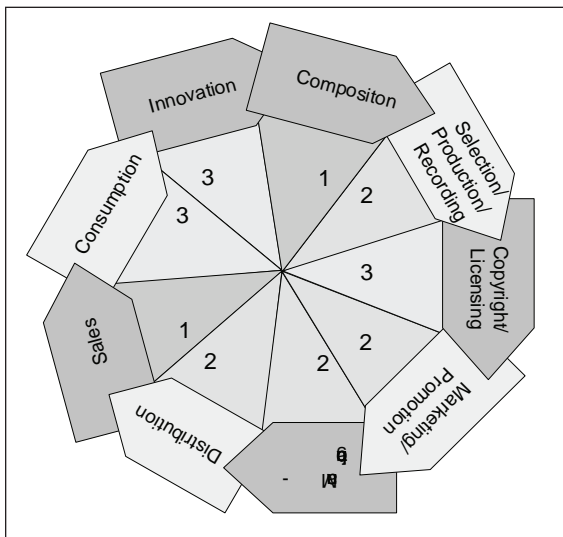 Innovation
Compositon
Selection/
Production/
Recording
Copyright/
Licensing
Marketing/
Promotion
Distribution
Sales
Consumption
1
2
3
2
2
2
1
3
3